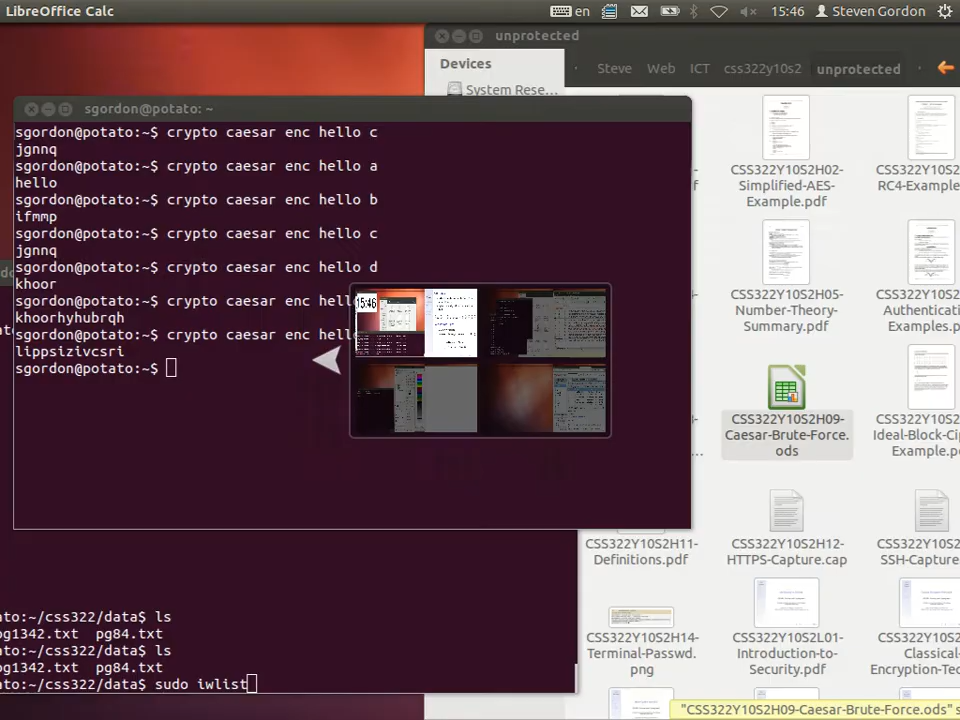 LibreOffice Calc
en
15:46
Steven Gordon
unprotected
Devices
System Rese...
Steve
Web
ICT
css322y10s2
unprotected
sgordon@potato: ~
sgordon@potato:~$ crypto caesar enc hello c
jgnnq
sgordon@potato:~$ crypto caesar enc hello a
hello
sgordon@potato:~$ crypto caesar enc hello b
ifmmp
sgordon@potato:~$ crypto caesar enc hello c
jgnnq
sgordon@potato:~$ crypto caesar enc hello d
khoor
sgordon@potato:~$ crypto caesar enc hell
khoorhyhubrqh
sgordon@potato:~$ crypto caesar enc hell
lippsizivcsri
sgordon@potato:~$
15:46
CSS322Y10S2H02-
Simplified-AES-
Example.pdf
CSS322Y10S2
RC4-Example
CSS322Y10S2H05-
Number-Theory-
Summary.pdf
CSS322Y10S2
Authenticati
Examples.p
CSS322Y10S2H09-
Caesar-Brute-Force.
ods
CSS322Y10S2
Ideal-Block-Cip
Example.p
CSS322Y10S2H11-
Definitions.pdf
CSS322Y10S2H12-
HTTPS-Capture.cap
CSS322Y10S2
SSH-Capture
CSS322Y10S2H14-
Terminal-Passwd.
png
CSS322Y10S2L01-
Introduction-to-
Security.pdf
CSS322Y10S2
Classical-
Encryption-Tec
ato:~/css322/data$ ls
pg1342.txt  pg84.txt
ato:~/css322/data$ ls
pg1342.txt  pg84.txt
ato:~/css322/data$ sudo iwlist
"CSS322Y10S2H09-Caesar-Brute-Force.ods" s